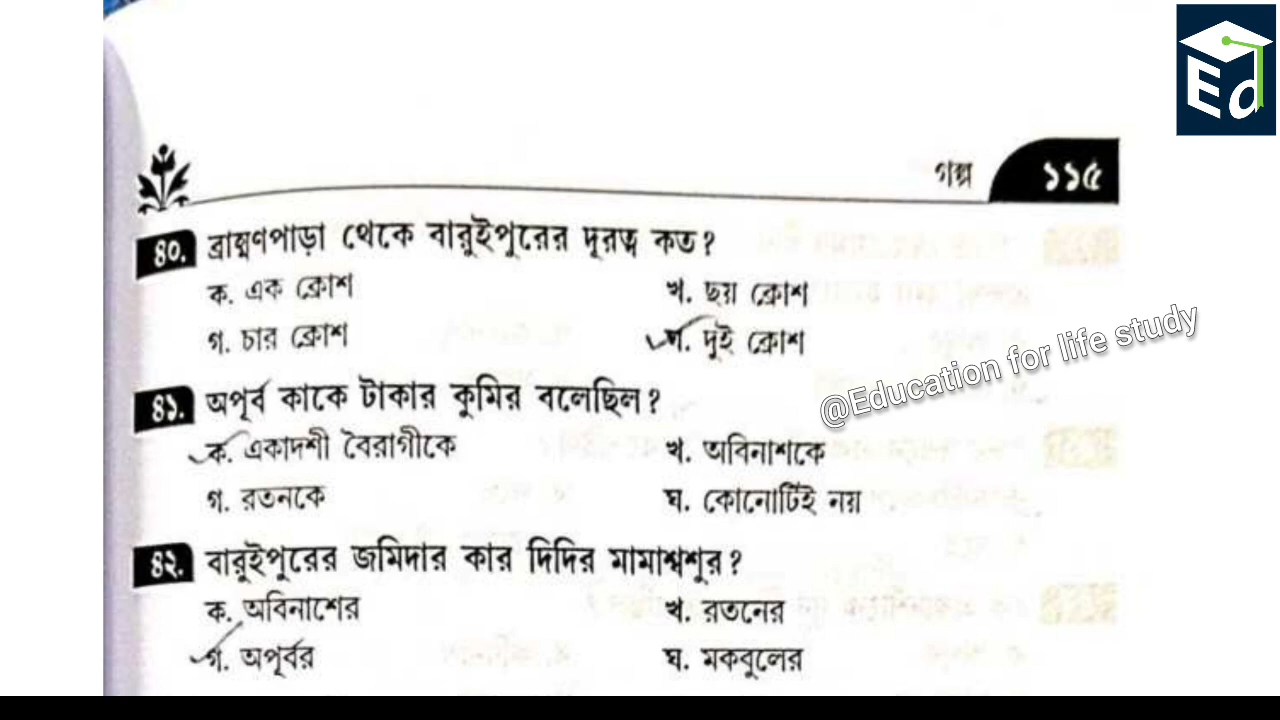 Ed
গল্প ১১৫
৪০. ব্রাহ্মণপাড়া থেকে বারুইপুরের দূরত্ব কত?
ক. এক ক্রোশ খ. ছয় ক্রোশ
গ. চার ক্রোশ ঘ. দুই ক্রোশ
@Education for life study
৪১. অপূর্ব কাকে টাকার কুমির বলেছিল?
ক. একাদশী বৈরাগীকে খ. অবিনাশকে
গ. রতনকে ঘ. কোনোটিই নয়
৪২. বারুইপুরের জমিদার কার দিদির মামাশ্বশুর?
ক. অবিনাশের খ. রতনের
গ. অপূর্বর ঘ. মকবুলের